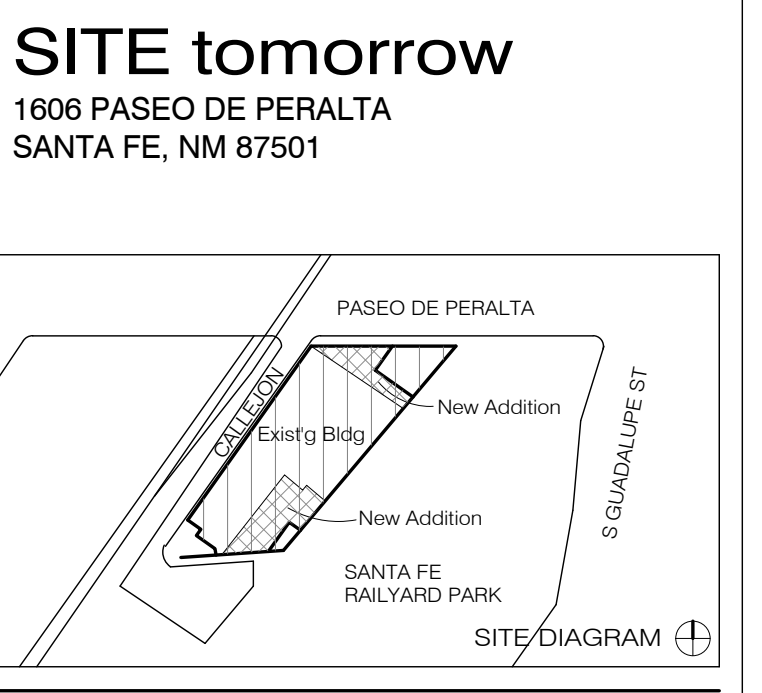 SITE tomorrow
1606 PASEO DE PERALTA
SANTA FE, NM 87501
PASEO DE PERALTA
CALLEJON
S GUADALUPE ST
New Addition
Exist'g Bldg
New Addition
SANTA FE
RAILYARD PARK
SITE DIAGRAM